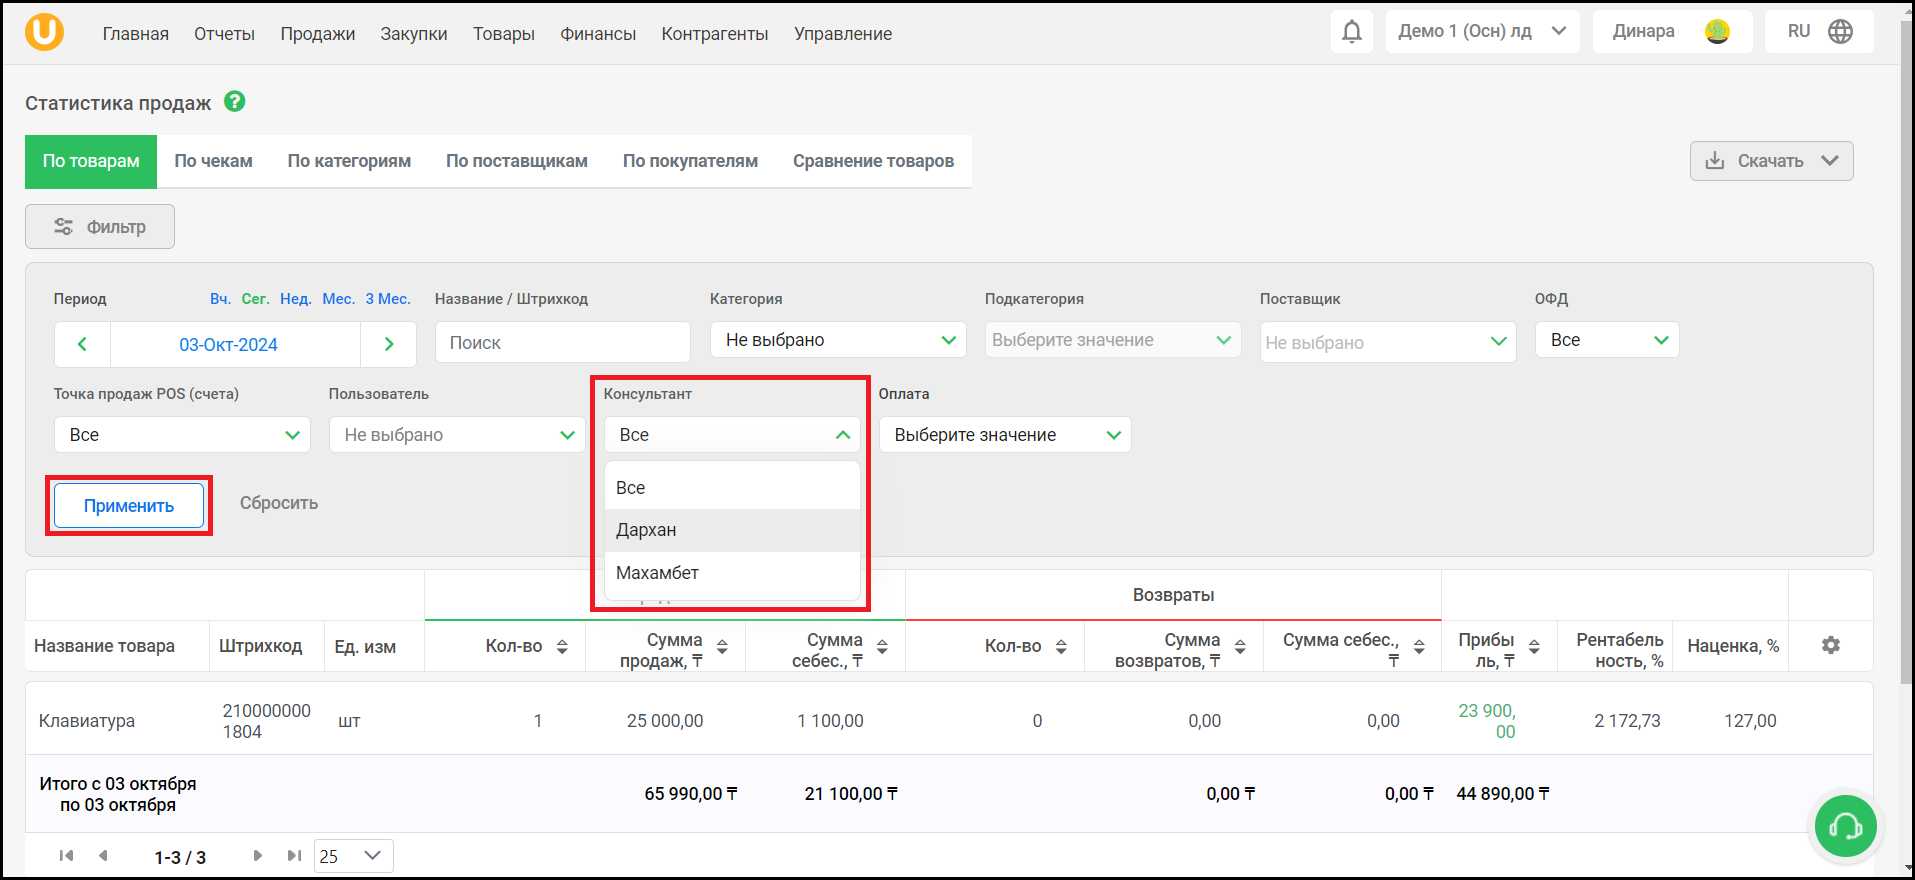 Главная Отчеты Продажи Закупки Товары Финансы Контрагенты Управление Демо 1 (Осн) лд Динара RU
Статистика продаж ?
По товарам По чекам По категориям По поставщикам По покупателям Сравнение товаров Скачать
Фильтр
Период Вч. Сег. Нед. Мес. 3 Мес. Название / Штрихкод Категория Подкатегория Поставщик ОФД
03-Окт-2024 Поиск Не выбрано Выберите значение Не выбрано Все
Точка продаж POS (счета) Пользователь Консультант Оплата
Все Не выбрано Все Выберите значение
Все
Применить Сбросить
Дархан
Махамбет
Возвраты
Название товара Штрихкод Ед. изм Кол-во Сумма продаж, ₸ Сумма себес., ₸ Кол-во Сумма возвратов, ₸ Сумма себес., ₸ Прибы ль, ₸ Рентабель ность, % Наценка, %
Клавиатура 210000000 1804 шт 1 25 000,00 1 100,00 0 0,00 0,00 23 900, 00 2 172,73 127,00
Итого с 03 октября
по 03 октября 65 990,00 ₸ 21 100,00 ₸ 0,00 ₸ 0,00 ₸ 44 890,00 ₸
1-3 / 3 25